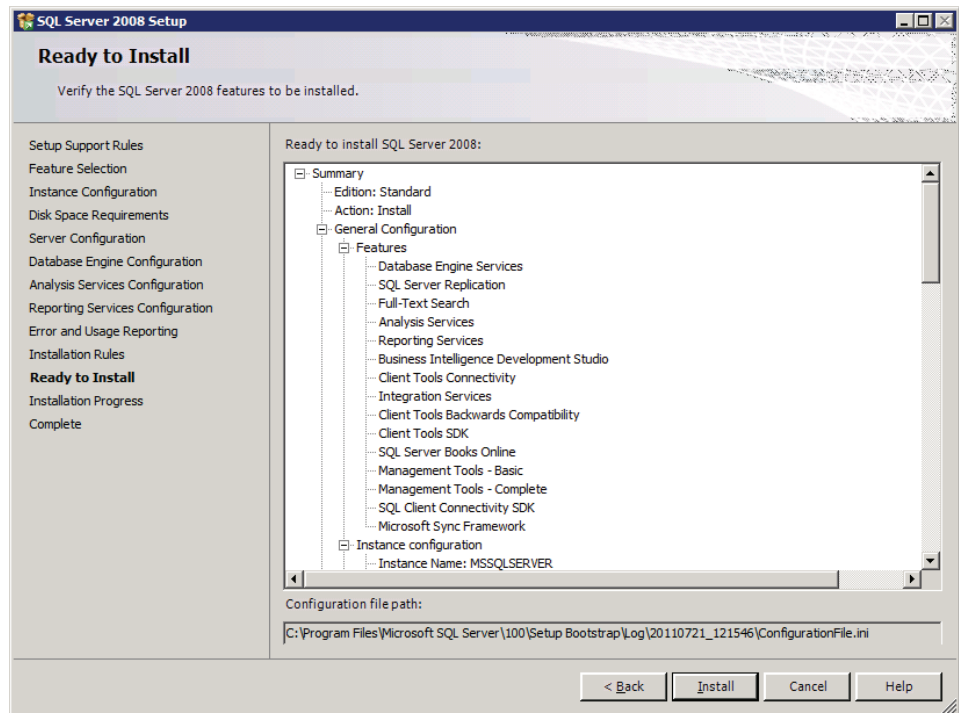 SQL Server 2008 Setup
Ready to Install
Verify the SQL Server 2008 features to be installed.
Setup Support Rules
Feature Selection
Instance Configuration
Disk Space Requirements
Server Configuration
Database Engine Configuration
Analysis Services Configuration
Reporting Services Configuration
Error and Usage Reporting
Installation Rules
Ready to Install
Installation Progress
Complete
Ready to install SQL Server 2008:
Summary
Edition: Standard
Action: Install
General Configuration
Features
Database Engine Services
SQL Server Replication
Full-Text Search
Analysis Services
Reporting Services
Business Intelligence Development Studio
Client Tools Connectivity
Integration Services
Client Tools Backwards Compatibility
Client Tools SDK
SQL Server Books Online
Management Tools - Basic
Management Tools - Complete
SQL Client Connectivity SDK
Microsoft Sync Framework
Instance configuration
Instance Name: MSSQLSERVER
Configuration file path:
C:\Program Files\Microsoft SQL Server\100\Setup Bootstrap\Log\20110721_121546\ConfigurationFile.ini
< Back
Install
Cancel
Help